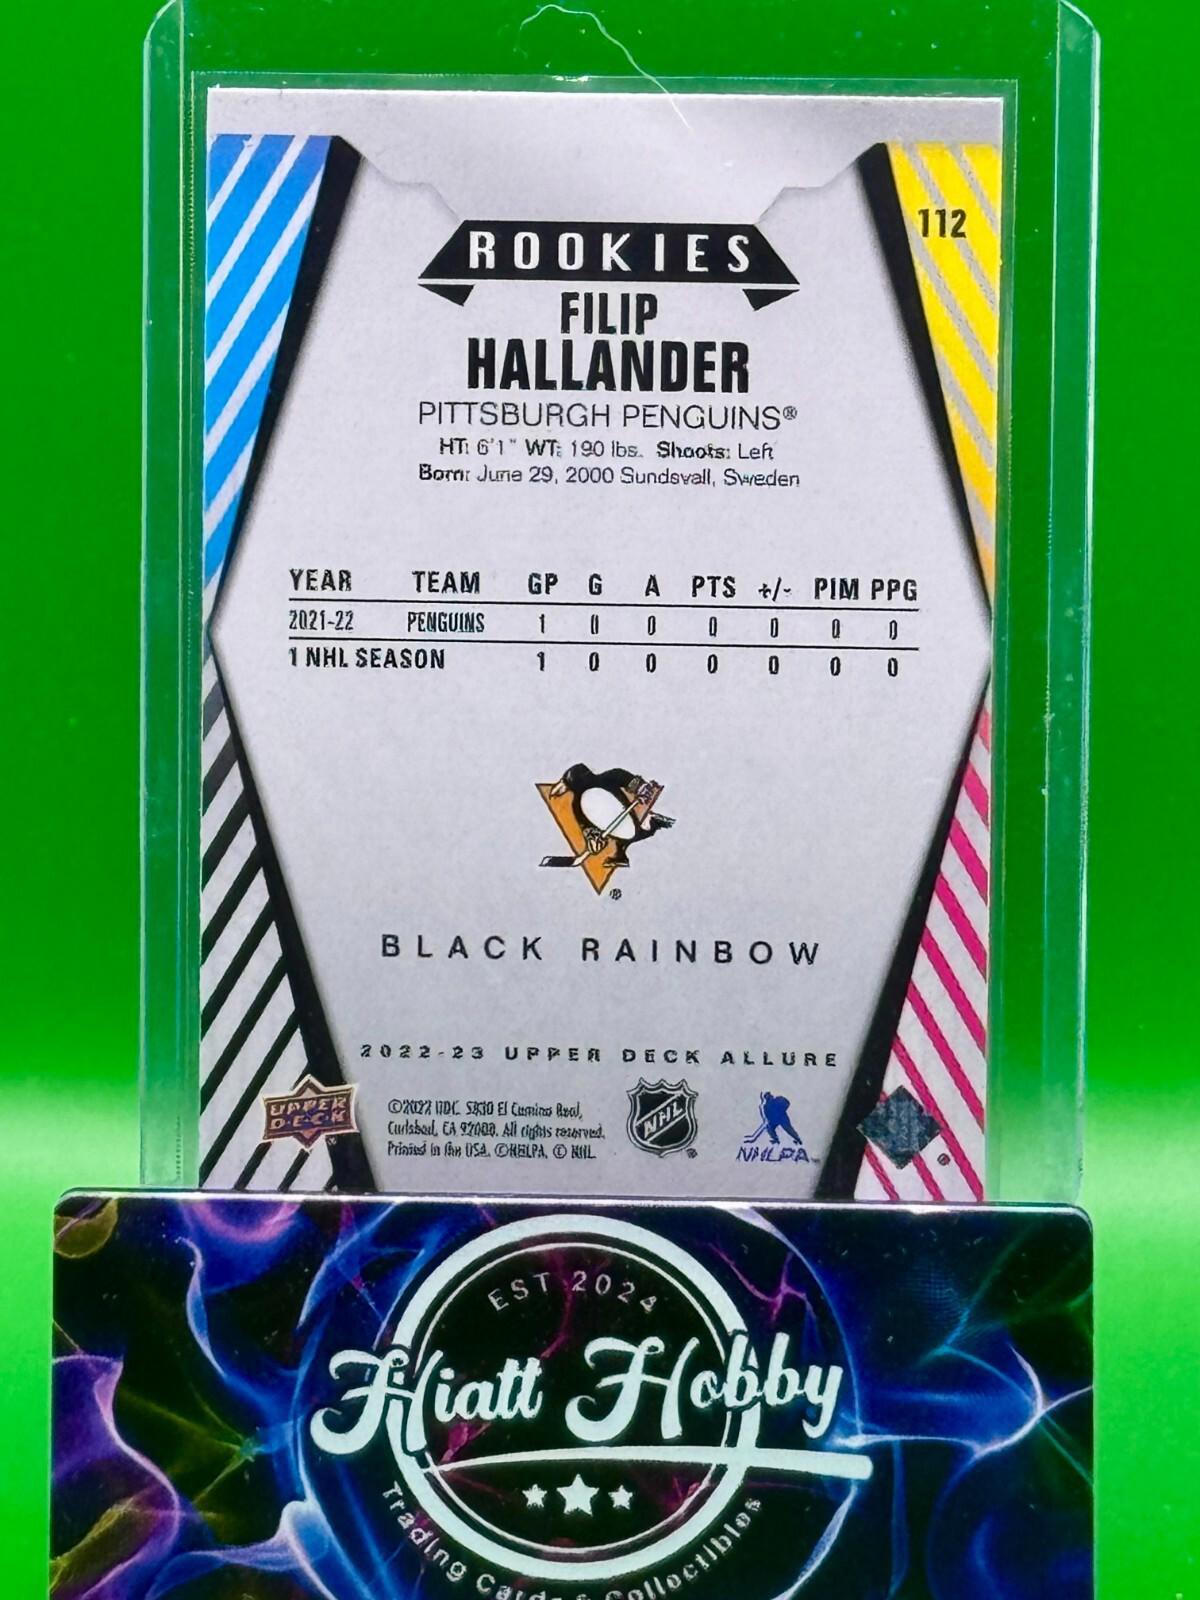 112
ROOKIES
FILIP
HALLANDER
PITTSBURGH PENGUINS®
HT: 6'1" WT: 190 lbs. Shoots: Left
Born: June 29, 2000 Sundsvall, Sweden
YEAR TEAM GP G A PTS +/- PIM PPG
2021-22 PENGUINS 1 0 0 0 0 0 0
1 NHL SEASON 1 0 0 0 0 0 0
®
BLACK RAINBOW
2022-23 UPPER DECK ALLURE
UPPER
DECK
©2022 UDC. 5830 El Camino Real,
Carlsbad, CA 92008. All rights reserved.
Printed in the USA. ©NHLPA. © NHL
NHL
NHLPA
EST 2024
Hiatt Hobby
Trading Cards & Collectibles